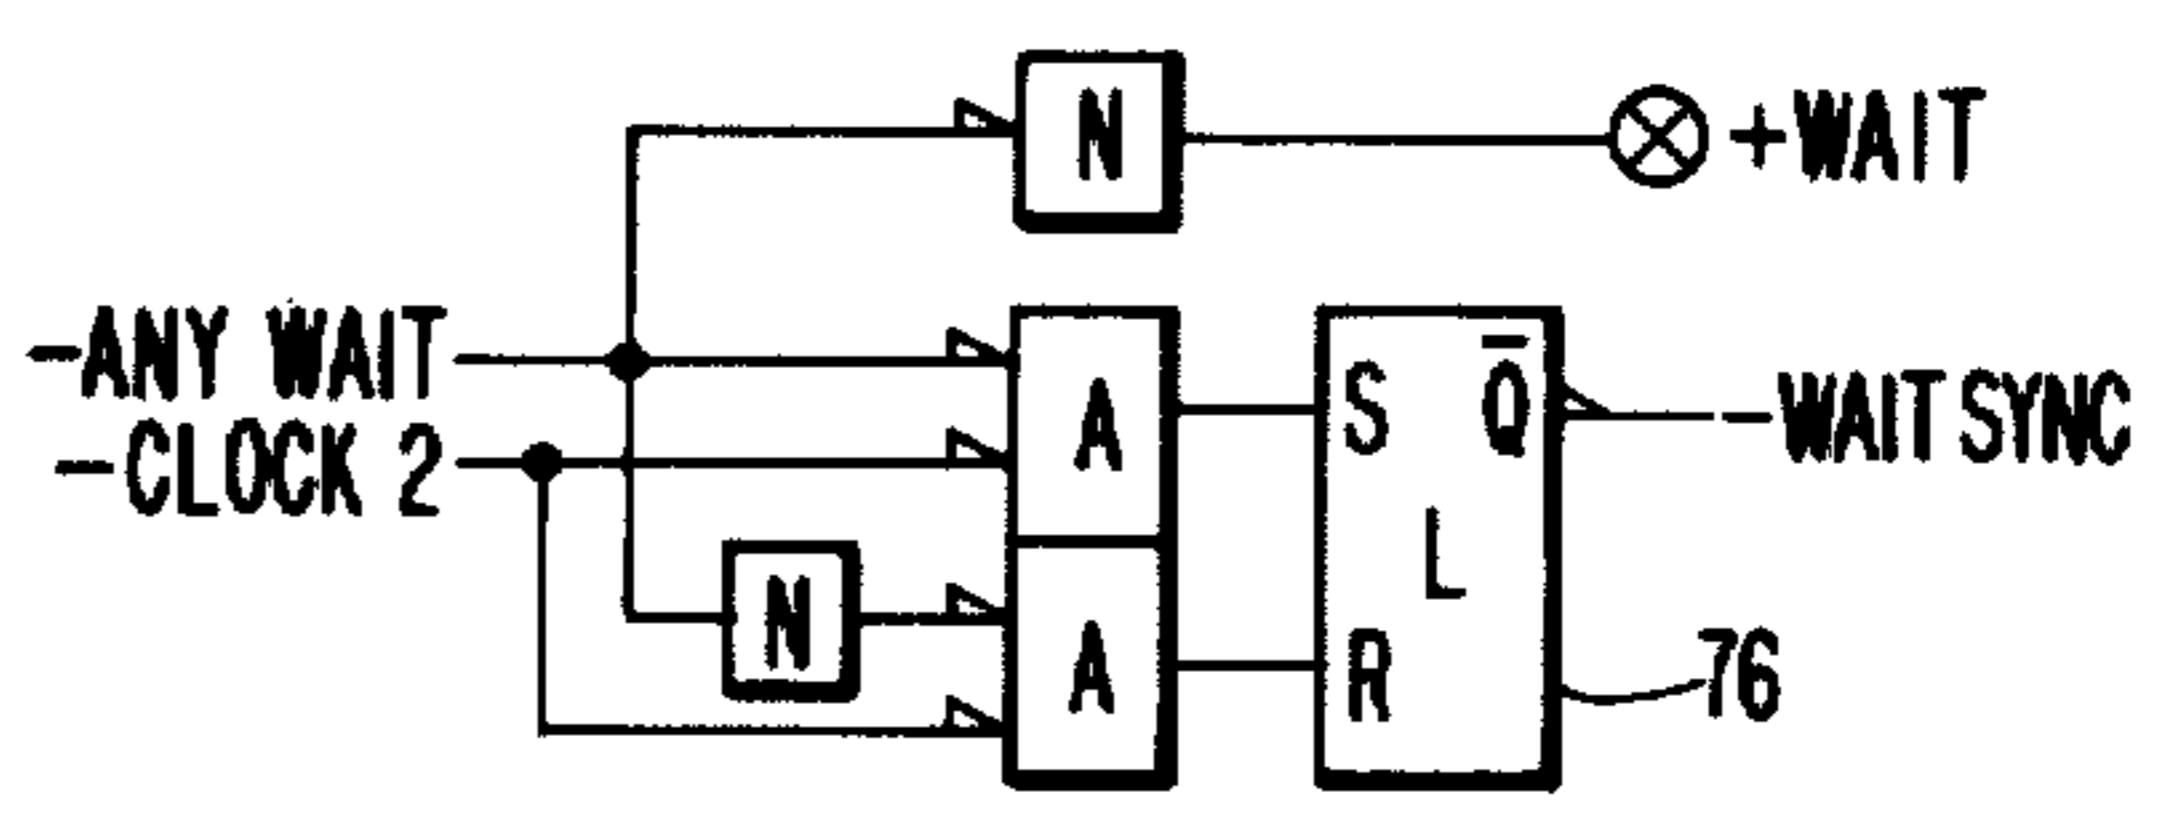 N
+WAIT
-ANY WAIT
-CLOCK 2
A
S
Q̅
-WAIT SYNC
L
N
A
R
76